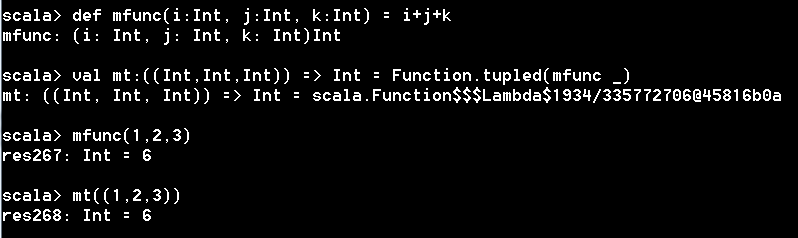 scala> def mfunc(i:Int, j:Int, k:Int) = i+j+k
mfunc: (i: Int, j: Int, k: Int)Int
scala> val mt:((Int,Int,Int)) => Int = Function.tupled(mfunc _)
mt: ((Int, Int, Int)) => Int = scala.Function$$$Lambda$1934/335772706@45816b0a
scala> mfunc(1,2,3)
res267: Int = 6
scala> mt((1,2,3))
res268: Int = 6